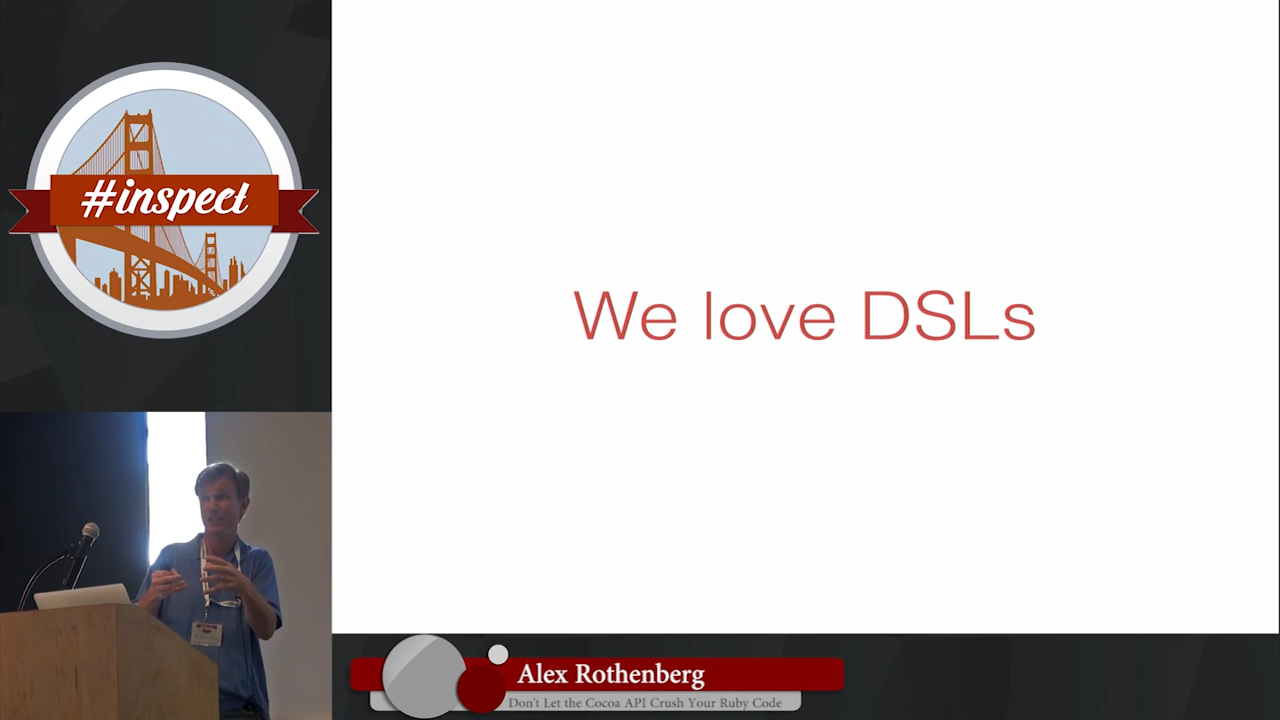 #inspect
We love DSLs
Alex Rothenberg
Don't Let the Cocoa API Crush Your Ruby Code